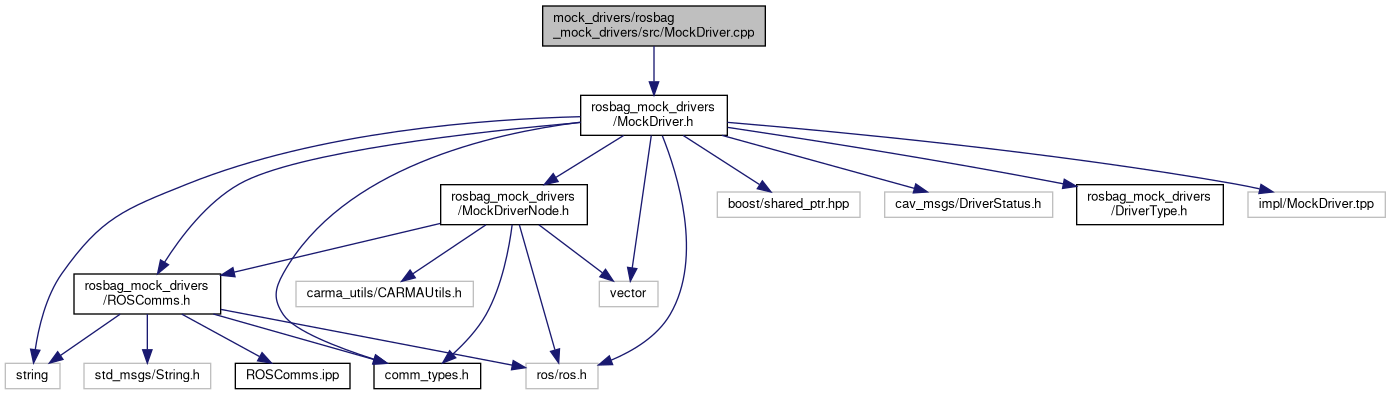 mock_drivers/rosbag
_mock_drivers/src/MockDriver.cpp
rosbag_mock_drivers
/MockDriver.h
rosbag_mock_drivers
/MockDriverNode.h
boost/shared_ptr.hpp
cav_msgs/DriverStatus.h
rosbag_mock_drivers
/DriverType.h
impl/MockDriver.tpp
rosbag_mock_drivers
/ROSComms.h
carma_utils/CARMAUtils.h
vector
string
std_msgs/String.h
ROSComms.ipp
comm_types.h
ros/ros.h